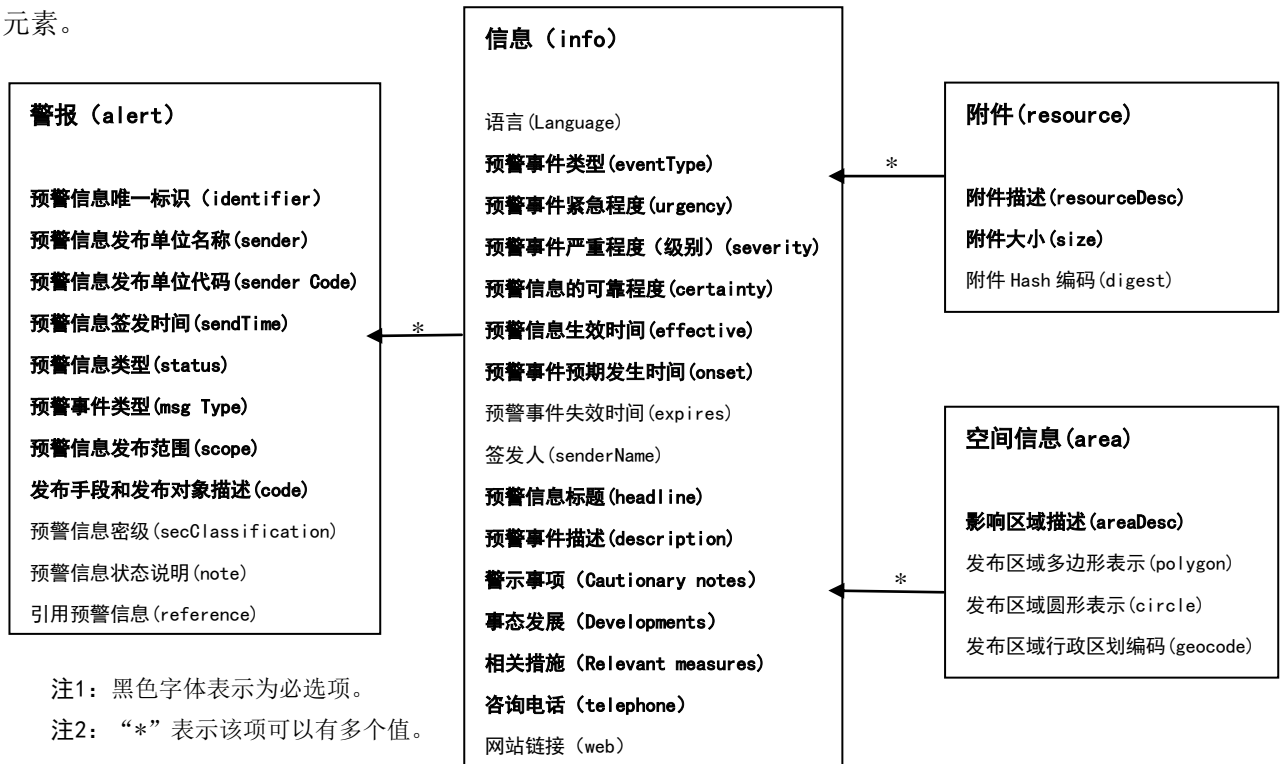 元素。
警报（alert）
预警信息唯一标识（identifier）
预警信息发布单位名称(sender)
预警信息发布单位代码(sender Code)
预警信息签发时间(sendTime)
预警信息类型(status)
预警事件类型(msg Type)
预警信息发布范围(scope)
发布手段和发布对象描述(code)
预警信息密级(secClassification)
预警信息状态说明(note)
引用预警信息(reference)
*
信息（info）
语言(Language)
预警事件类型(eventType)
预警事件紧急程度(urgency)
预警事件严重程度（级别）(severity)
预警信息的可靠程度(certainty)
预警信息生效时间(effective)
预警事件预期发生时间(onset)
预警事件失效时间(expires)
签发人(senderName)
预警信息标题(headline)
预警事件描述(description)
警示事项（Cautionary notes）
事态发展（Developments）
相关措施（Relevant measures）
咨询电话（telephone）
网站链接（web）
*
附件(resource)
附件描述(resourceDesc)
附件大小(size)
附件 Hash 编码(digest)
*
空间信息(area)
影响区域描述(areaDesc)
发布区域多边形表示(polygon)
发布区域圆形表示(circle)
发布区域行政区划编码(geocode)
注1：黑色字体表示为必选项。
注2：“*”表示该项可以有多个值。